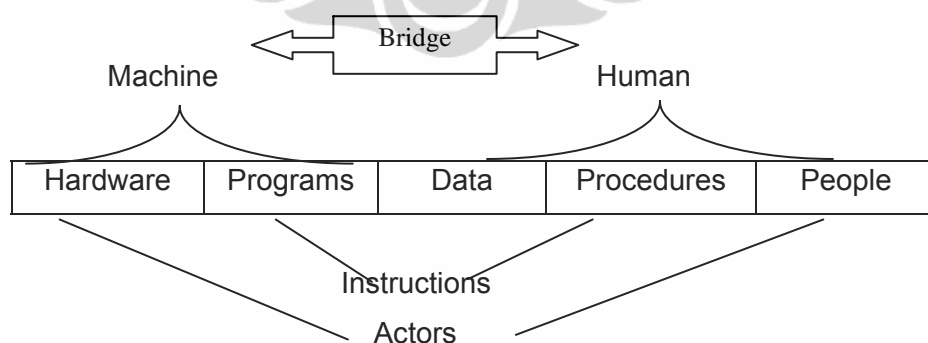 Bridge
Machine Human
Hardware Programs Data Procedures People
Instructions
Actors